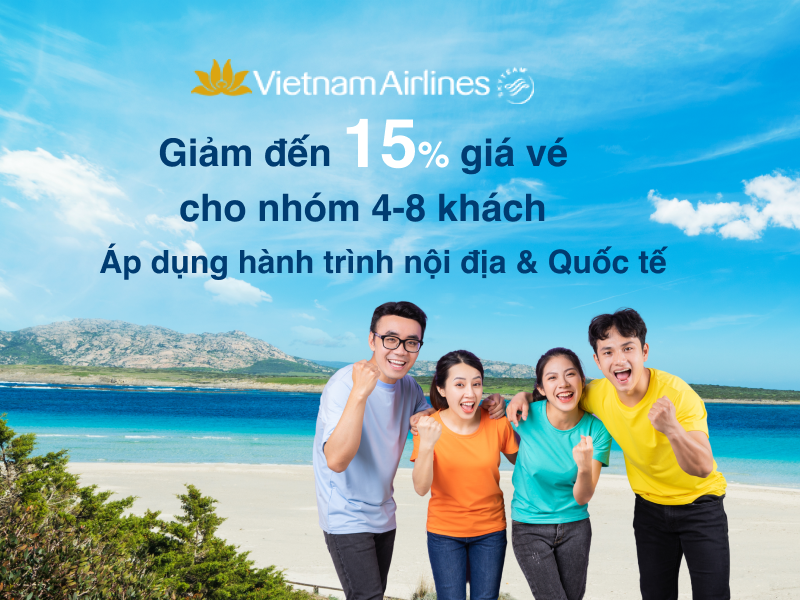 Vietnam Airlines SKYTEAM
Giảm đến 15% giá vé
cho nhóm 4-8 khách
Áp dụng hành trình nội địa & Quốc tế